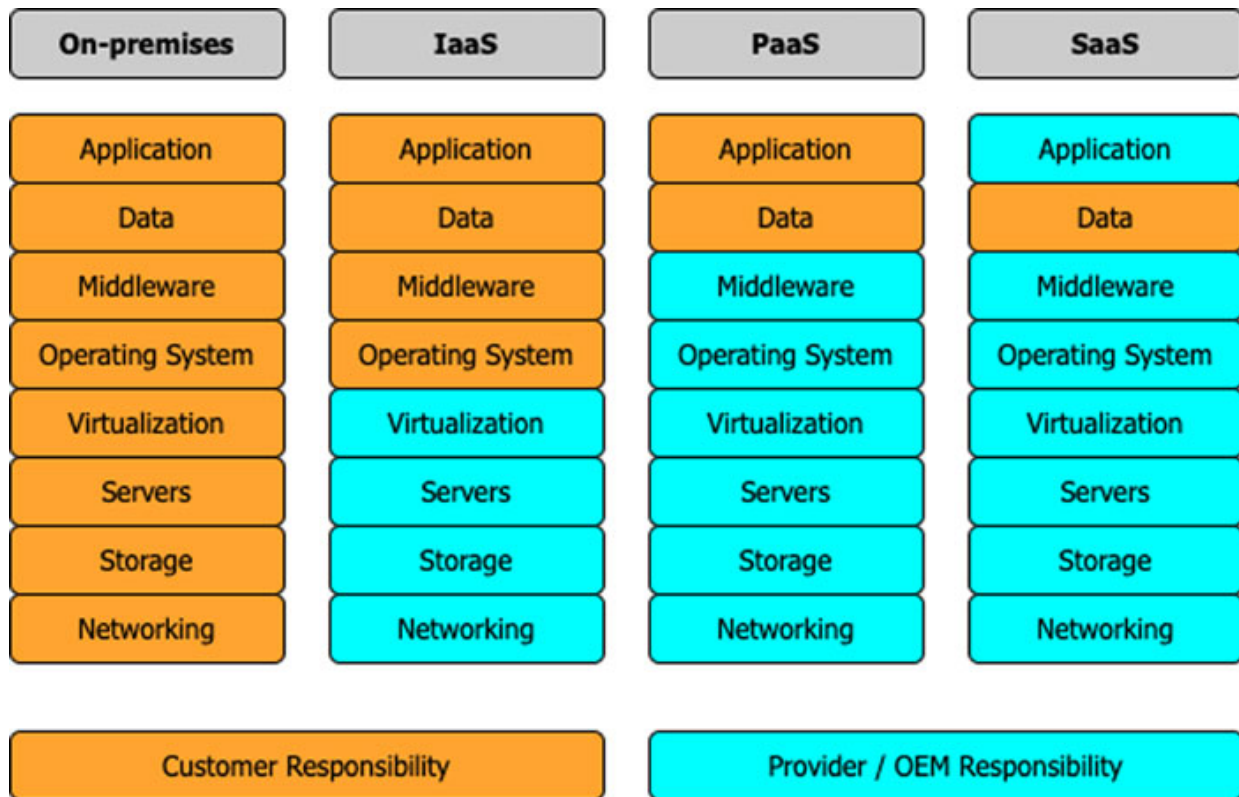 On-premises IaaS PaaS SaaS
Application Application Application Application
Data Data Data Data
Middleware Middleware Middleware Middleware
Operating System Operating System Operating System Operating System
Virtualization Virtualization Virtualization Virtualization
Servers Servers Servers Servers
Storage Storage Storage Storage
Networking Networking Networking Networking
Customer Responsibility Provider / OEM Responsibility